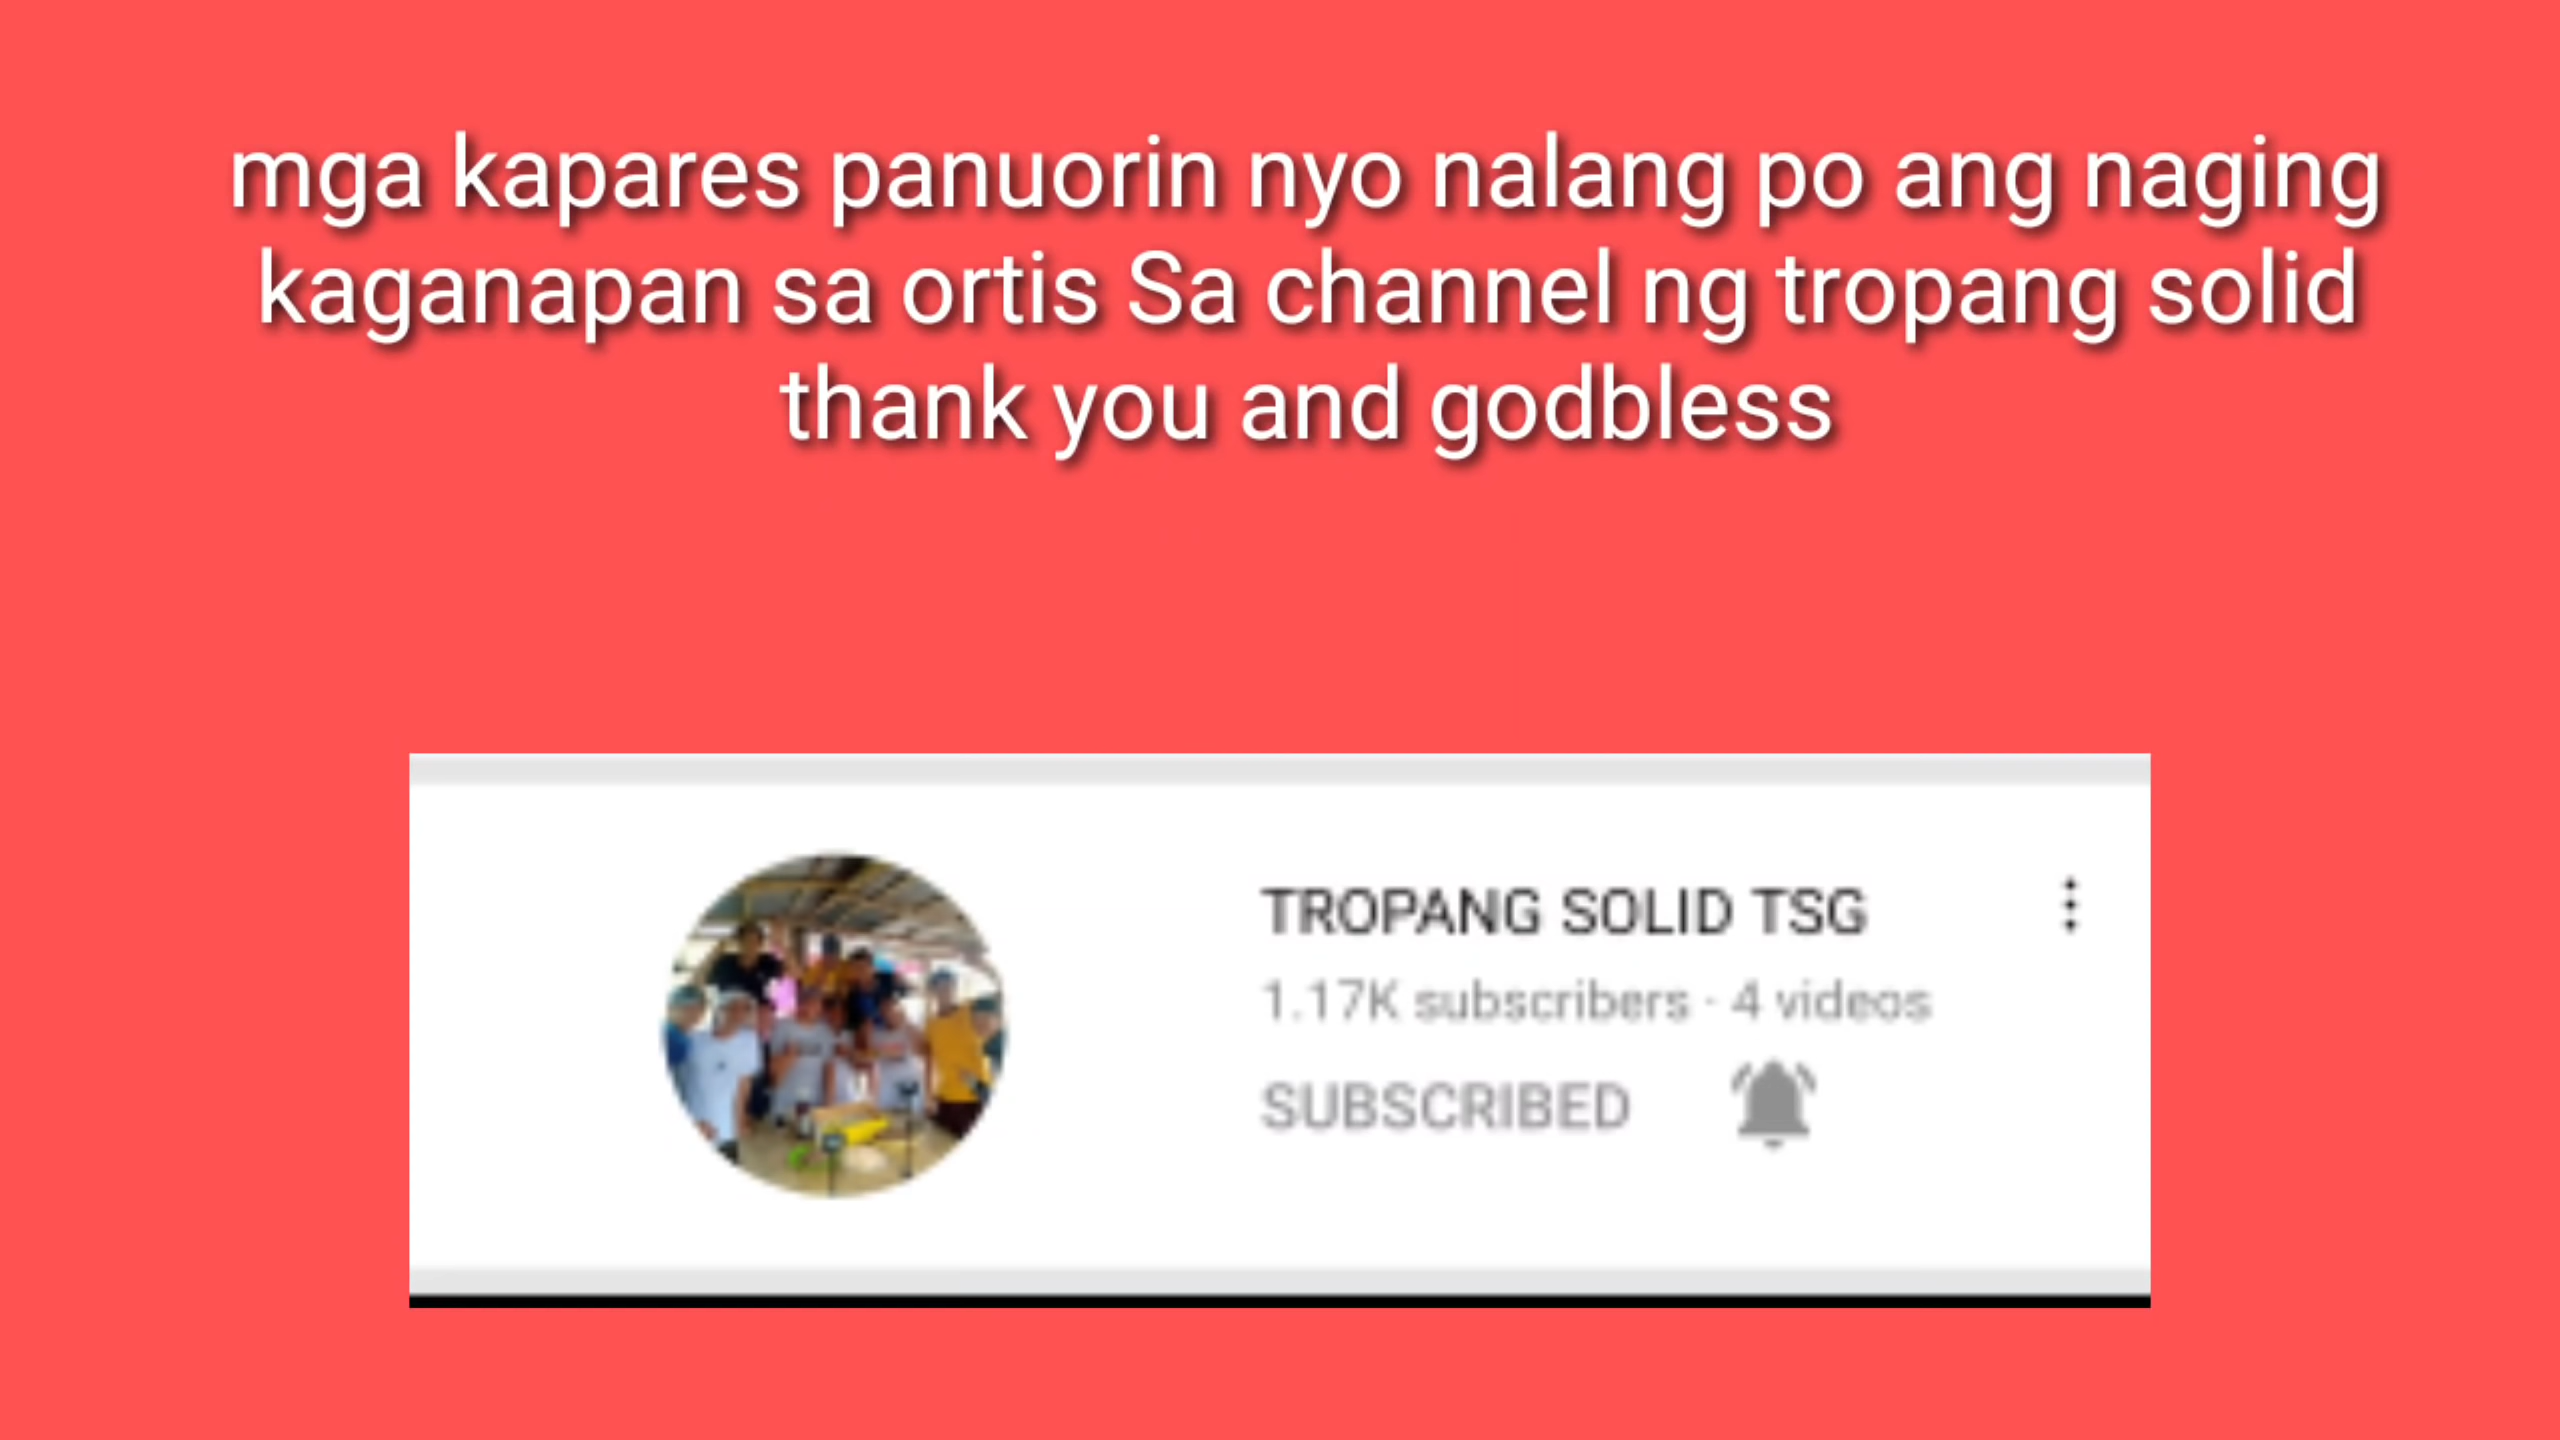 mga kapares panuorin nyo nalang po ang naging
kaganapan sa ortis Sa channel ng tropang solid
thank you and godbless
TROPANG SOLID TSG
1.17K subscribers · 4 videos
SUBSCRIBED